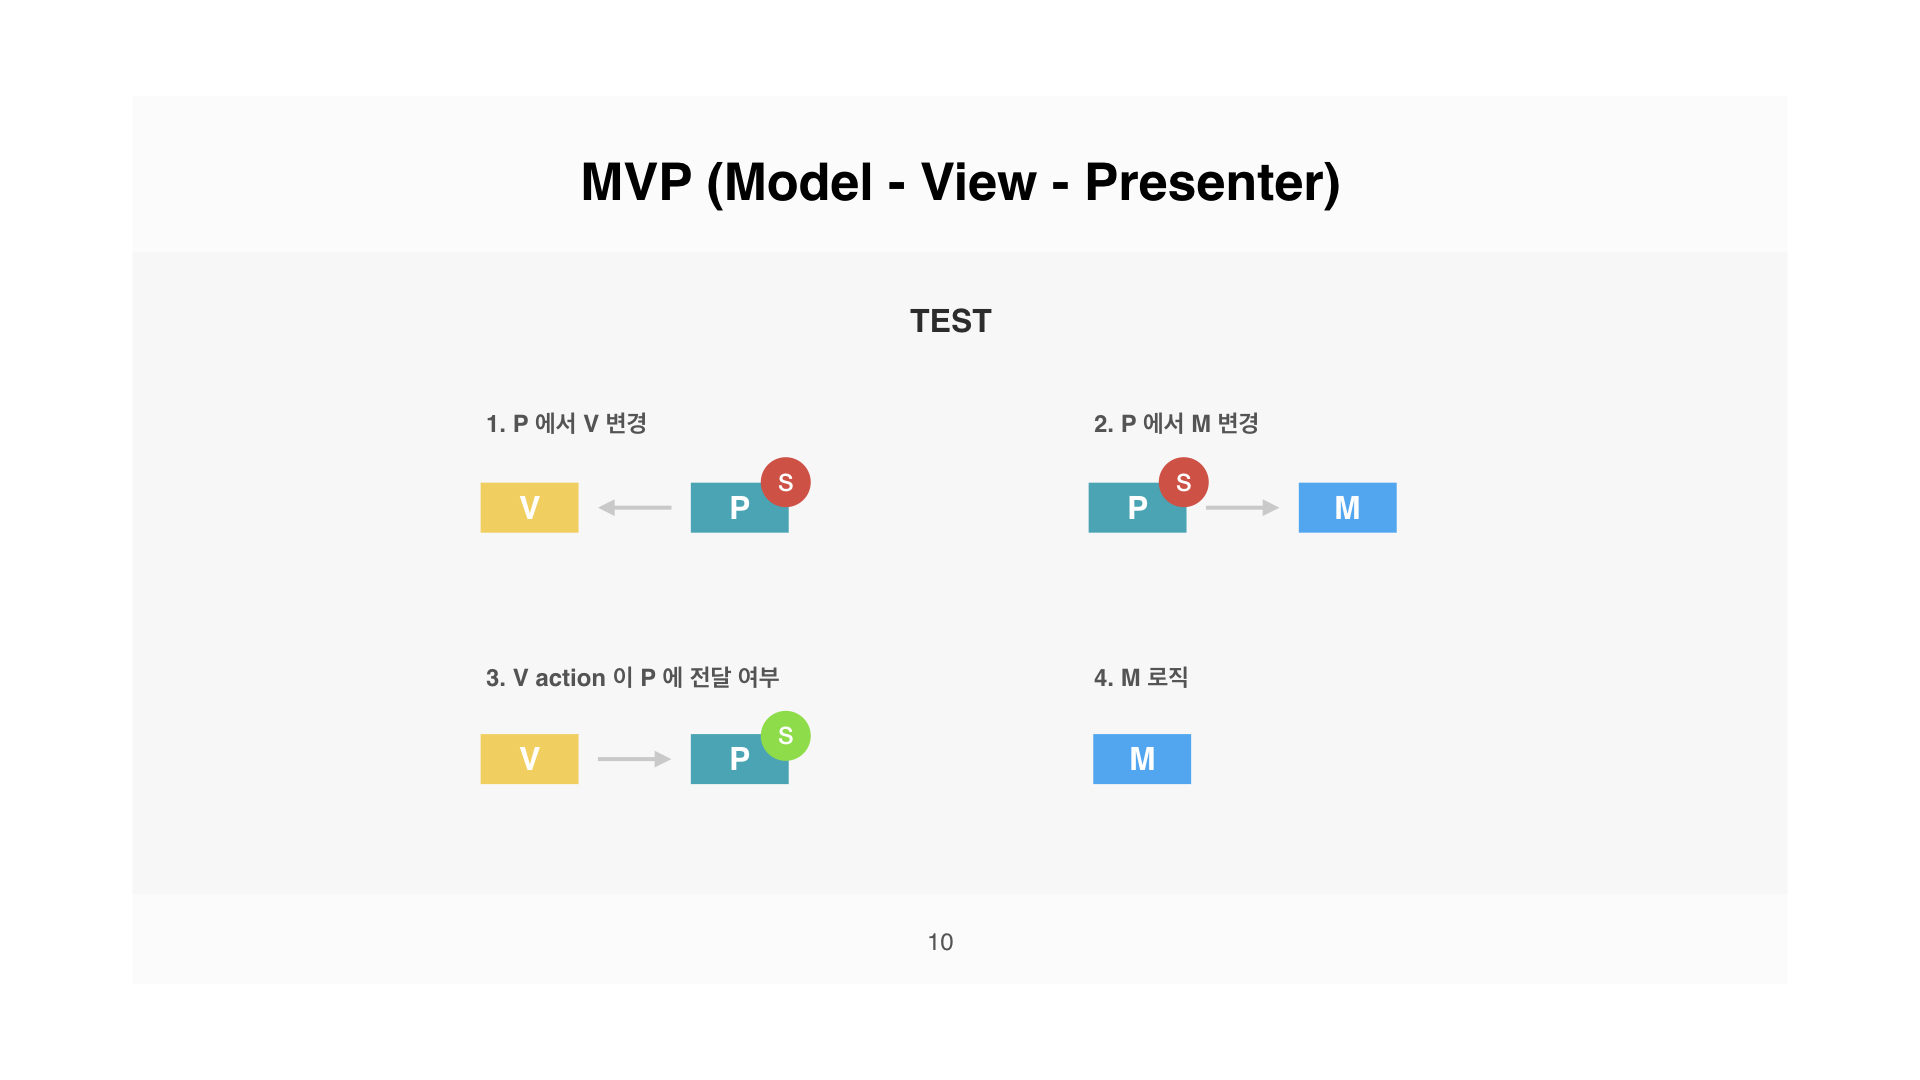 MVP (Model - View - Presenter)
TEST
1. P 에서 V 변경
V
P
S
2. P 에서 M 변경
P
S
M
3. V action 이 P 에 전달 여부
V
P
S
4. M 로직
M
10